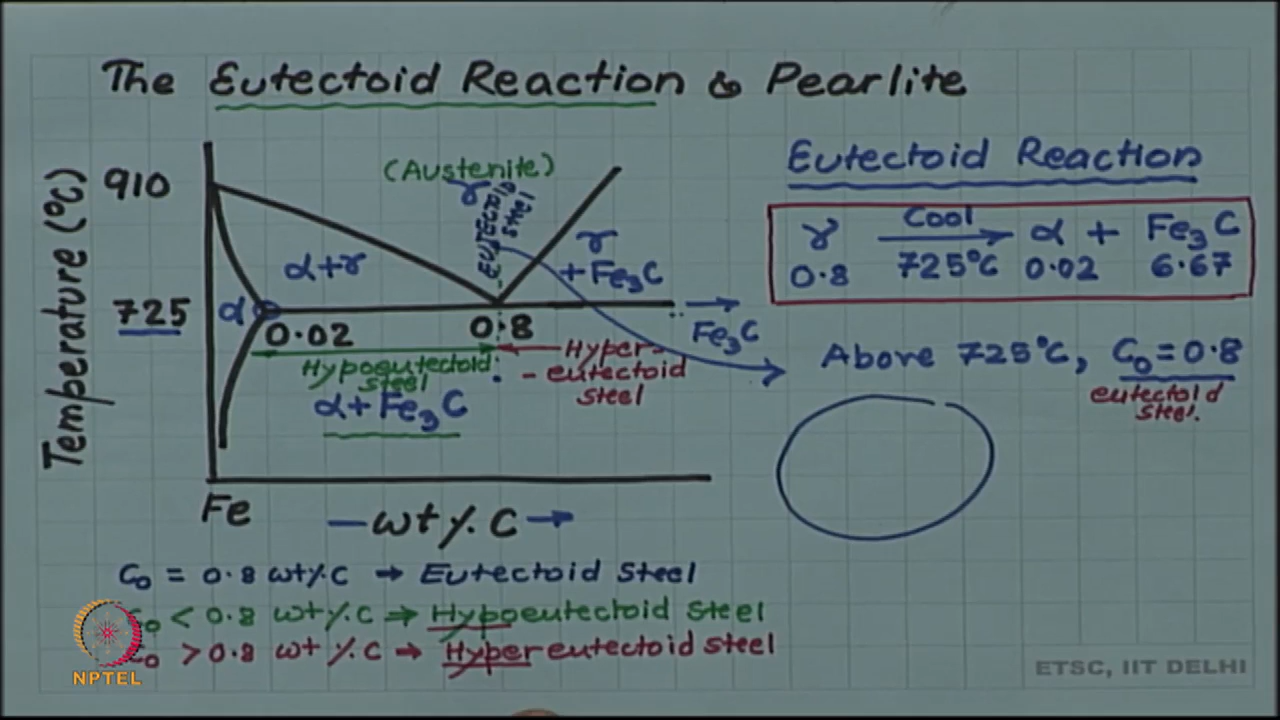 The Eutectoid Reaction & Pearlite
Temperature (°C)
910
725
(Austenite)
γ
EUTECTOID
Steel
α+γ
γ
+ Fe₃C
α
0.02
0.8
Fe₃C
Hypoeutectoid
steel
Hyper-
- eutectoid
steel
α+Fe₃C
Fe
— wt %. C →
C₀ = 0.8 wt%C → Eutectoid Steel
C₀ < 0.8 wt%.C ⇒ Hypoeutectoid Steel
C₀ > 0.8 wt %.C → Hyper eutectoid steel
Eutectoid Reaction
γ Cool → α + Fe₃C
0.8 725°C 0.02 6.67
Above 725°C, C₀ = 0.8
eutectoid
steel.
NPTEL
ETSC, IIT DELHI